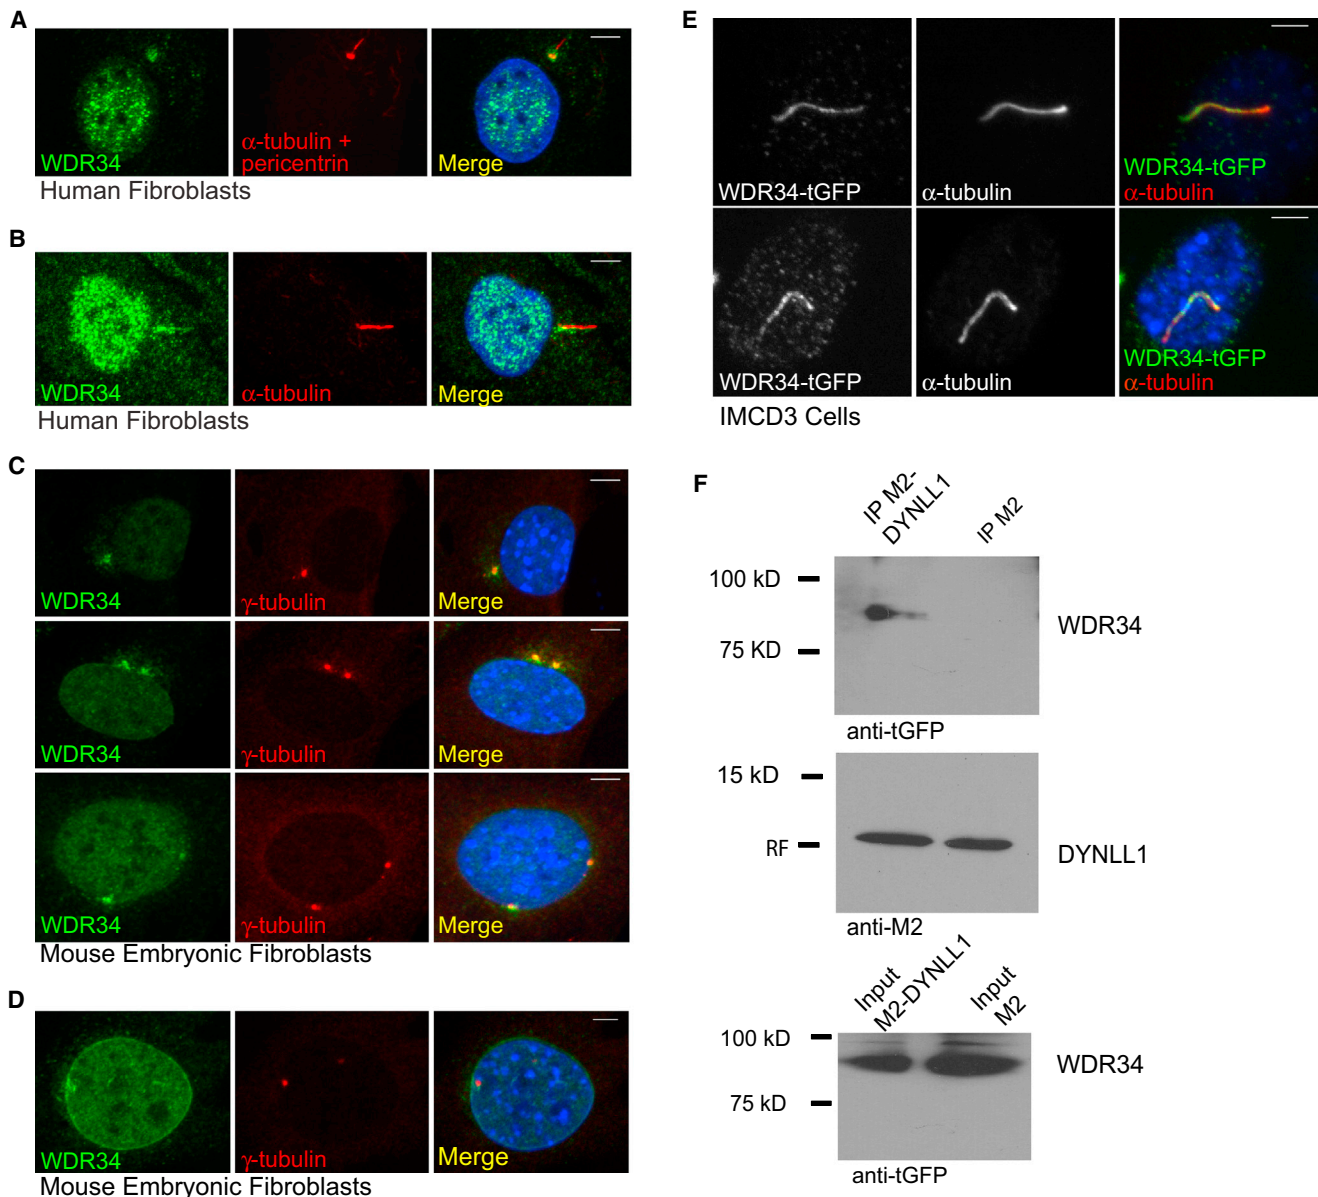 A
WDR34
α-tubulin +
pericentrin
Merge
Human Fibroblasts
B
WDR34
α-tubulin
Merge
Human Fibroblasts
C
WDR34
γ-tubulin
Merge
WDR34
γ-tubulin
Merge
WDR34
γ-tubulin
Merge
Mouse Embryonic Fibroblasts
D
WDR34
γ-tubulin
Merge
Mouse Embryonic Fibroblasts
E
WDR34-tGFP
α-tubulin
WDR34-tGFP
α-tubulin
WDR34-tGFP
α-tubulin
WDR34-tGFP
α-tubulin
IMCD3 Cells
F
IP M2-
DYNLL1
IP M2
100 kD
75 KD
WDR34
anti-tGFP
15 kD
RF
DYNLL1
anti-M2
Input
M2-DYNLL1
Input
M2
100 kD
75 kD
WDR34
anti-tGFP